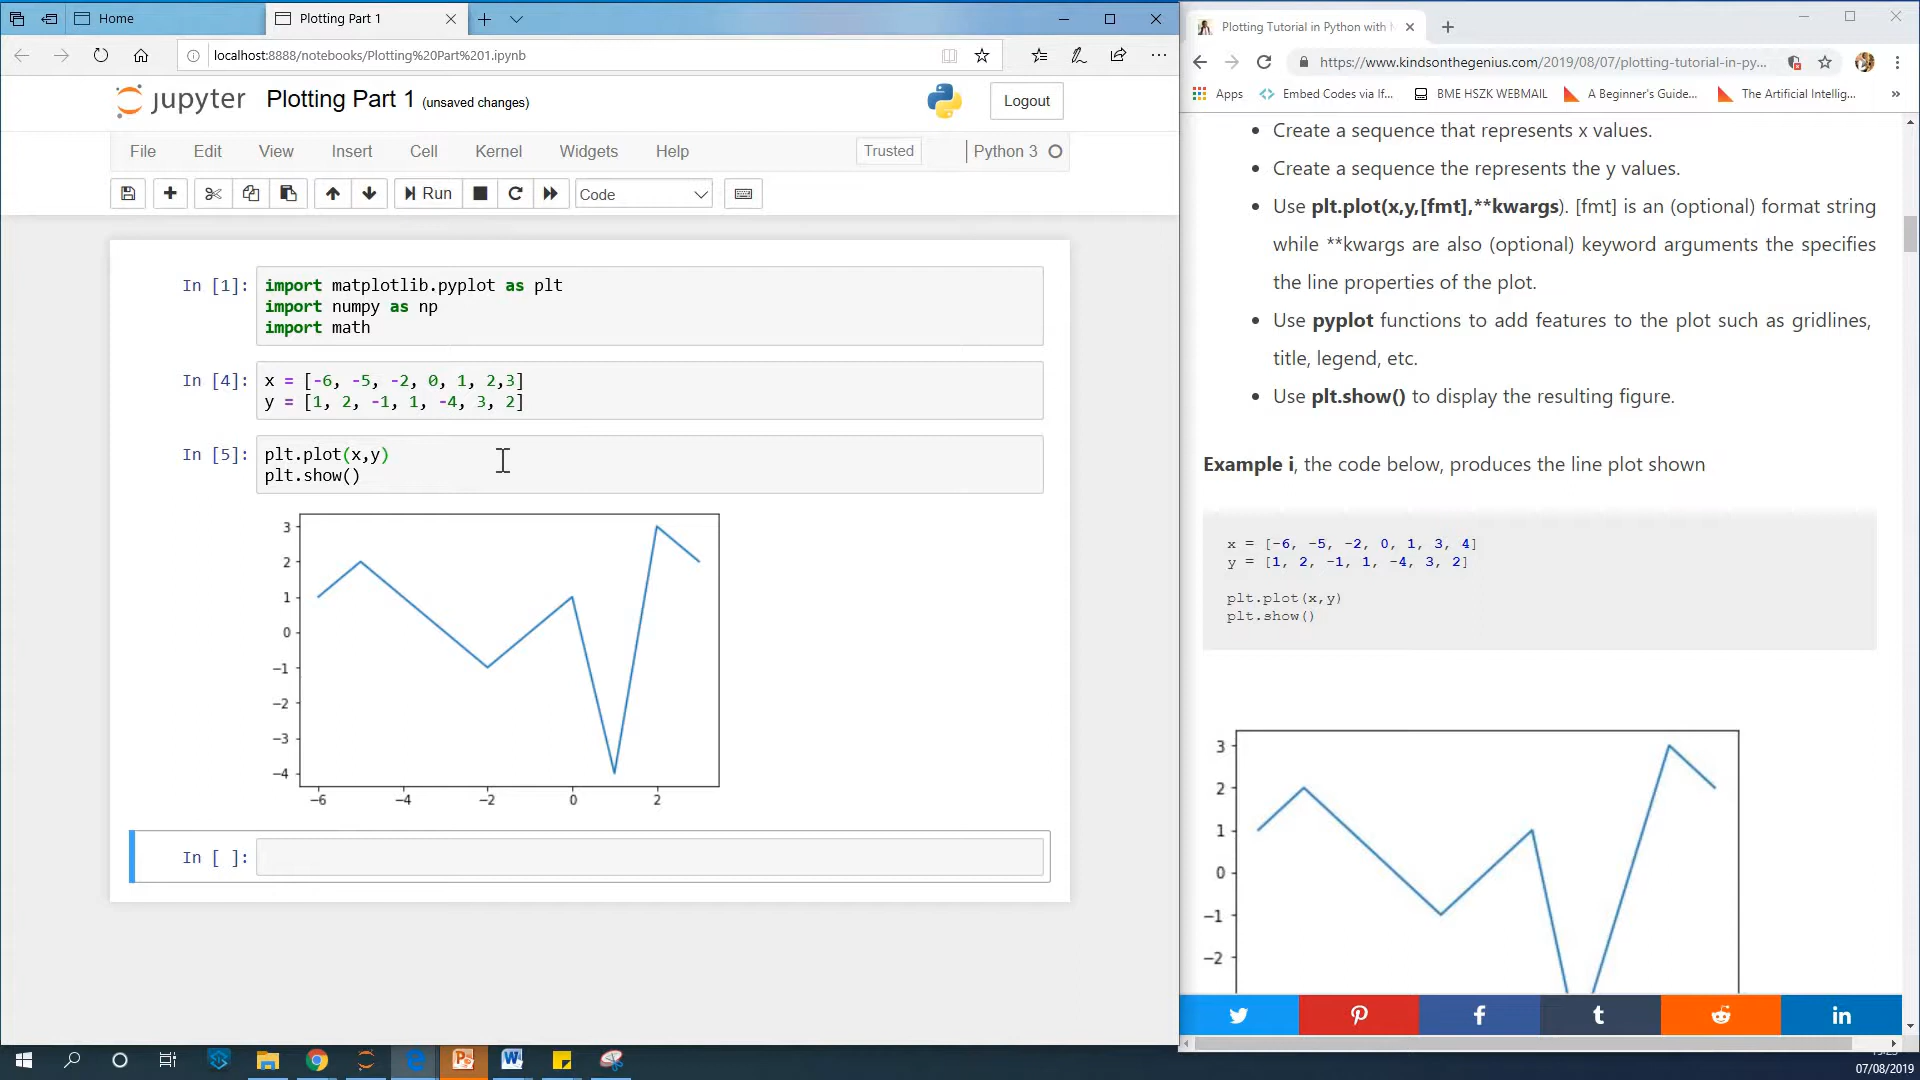 Home
Plotting Part 1
localhost:8888/notebooks/Plotting%20Part%201.ipynb
jupyter Plotting Part 1 (unsaved changes)
Logout
File Edit View Insert Cell Kernel Widgets Help
Trusted
Python 3
Run
Code
In [1]:
import matplotlib.pyplot as plt
import numpy as np
import math
In [4]:
x = [-6, -5, -2, 0, 1, 2,3]
y = [1, 2, -1, 1, -4, 3, 2]
In [5]:
plt.plot(x,y)
plt.show()
3
2
1
0
−1
−2
−3
−4
−6 −4 −2 0 2
In [ ]:
Plotting Tutorial in Python with
https://www.kindsonthegenius.com/2019/08/07/plotting-tutorial-in-py...
Apps Embed Codes via If... BME HSZK WEBMAIL A Beginner's Guide... The Artificial Intellig... »
• Create a sequence that represents x values.
• Create a sequence the represents the y values.
• Use plt.plot(x,y,[fmt],**kwargs). [fmt] is an (optional) format string
while **kwargs are also (optional) keyword arguments the specifies
the line properties of the plot.
• Use pyplot functions to add features to the plot such as gridlines,
title, legend, etc.
• Use plt.show() to display the resulting figure.
Example i, the code below, produces the line plot shown
x = [-6, -5, -2, 0, 1, 3, 4]
y = [1, 2, -1, 1, -4, 3, 2]
plt.plot(x,y)
plt.show()
3
2
1
0
−1
−2
07/08/2019